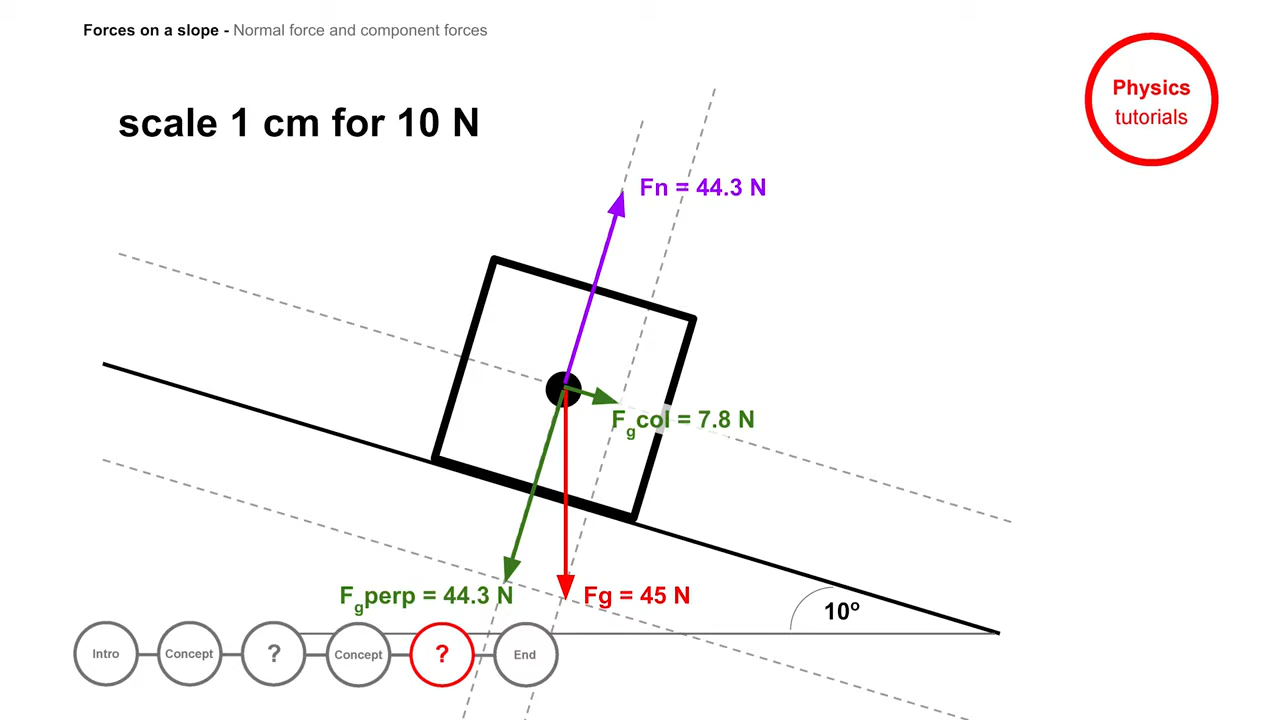 Forces on a slope - Normal force and component forces
Physics
tutorials
scale 1 cm for 10 N
Fn = 44.3 N
Fgcol = 7.8 N
Fgperp = 44.3 N
Fg = 45 N
10º
Intro
Concept
?
Concept
?
End